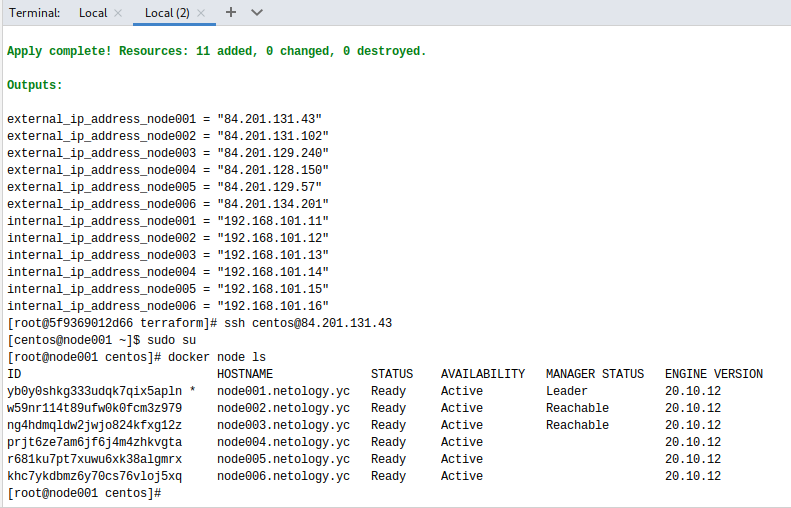 Terminal: Local × Local (2) × +
Apply complete! Resources: 11 added, 0 changed, 0 destroyed.
Outputs:
external_ip_address_node001 = "84.201.131.43"
external_ip_address_node002 = "84.201.131.102"
external_ip_address_node003 = "84.201.129.240"
external_ip_address_node004 = "84.201.128.150"
external_ip_address_node005 = "84.201.129.57"
external_ip_address_node006 = "84.201.134.201"
internal_ip_address_node001 = "192.168.101.11"
internal_ip_address_node002 = "192.168.101.12"
internal_ip_address_node003 = "192.168.101.13"
internal_ip_address_node004 = "192.168.101.14"
internal_ip_address_node005 = "192.168.101.15"
internal_ip_address_node006 = "192.168.101.16"
[root@5f9369012d66 terraform]# ssh centos@84.201.131.43
[centos@node001 ~]$ sudo su
[root@node001 centos]# docker node ls
ID HOSTNAME STATUS AVAILABILITY MANAGER STATUS ENGINE VERSION
yb0y0shkg333udqk7qix5apln * node001.netology.yc Ready Active Leader 20.10.12
w59nr114t89ufw0k0fcm3z979 node002.netology.yc Ready Active Reachable 20.10.12
ng4hdmqldw2jwjo824kfxg12z node003.netology.yc Ready Active Reachable 20.10.12
prjt6ze7am6jf6j4m4zhkvgta node004.netology.yc Ready Active 20.10.12
r681ku7pt7xuwu6xk38algmrx node005.netology.yc Ready Active 20.10.12
khc7ykdbmz6y70cs76vloj5xq node006.netology.yc Ready Active 20.10.12
[root@node001 centos]#